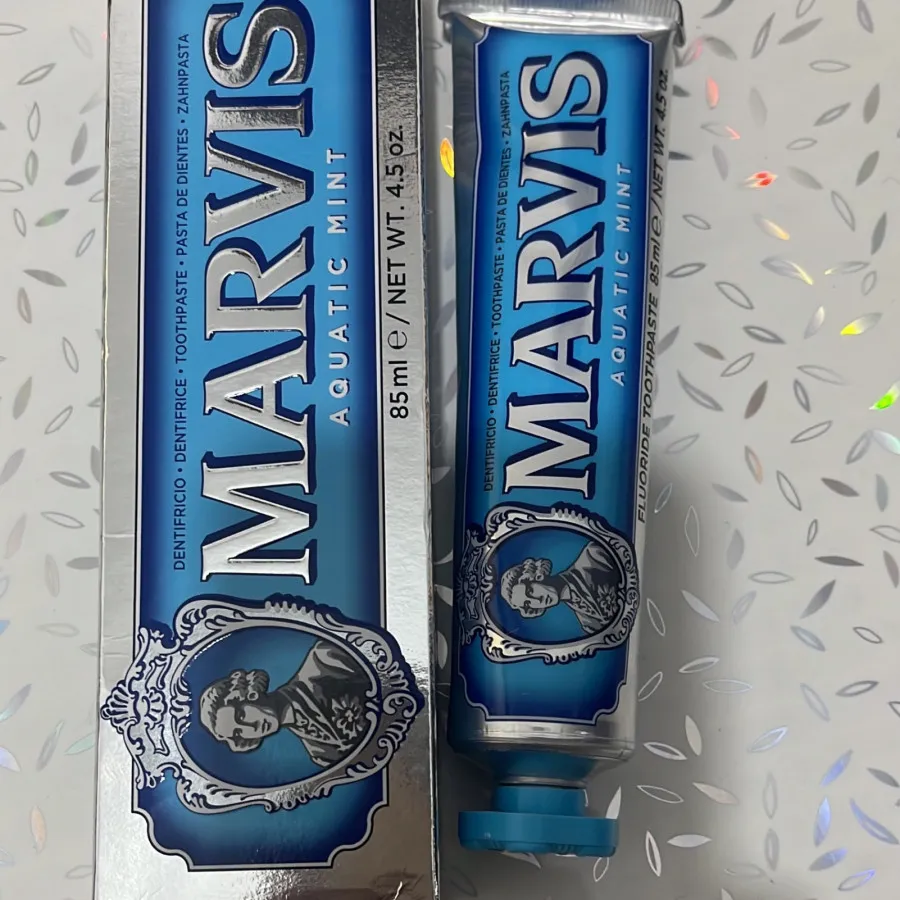 DENTIFRICIO • DENTIFRICE • TOOTHPASTE • PASTA DE DIENTES • ZAHNPASTA
MARVIS
AQUATIC MINT
85 ml ℮ / NET WT. 4.5 oz.
DENTIFRICIO • DENTIFRICE • TOOTHPASTE • PASTA DE DIENTES • ZAHNPASTA
MARVIS
AQUATIC MINT
FLUORIDE TOOTHPASTE 85 ml ℮ / NET WT. 4.5 oz.